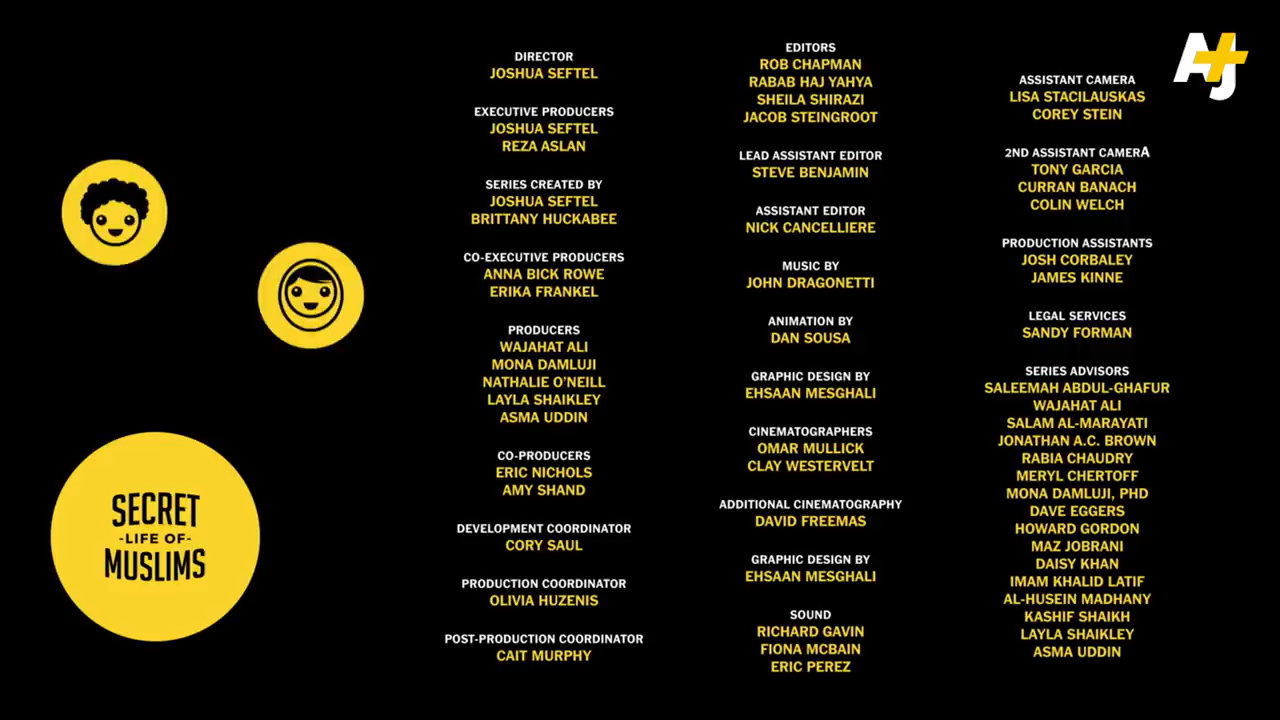 SECRET
-LIFE OF-
MUSLIMS
DIRECTOR
JOSHUA SEFTEL
EXECUTIVE PRODUCERS
JOSHUA SEFTEL
REZA ASLAN
SERIES CREATED BY
JOSHUA SEFTEL
BRITTANY HUCKABEE
CO-EXECUTIVE PRODUCERS
ANNA BICK ROWE
ERIKA FRANKEL
PRODUCERS
WAJAHAT ALI
MONA DAMLUJI
NATHALIE O'NEILL
LAYLA SHAIKLEY
ASMA UDDIN
CO-PRODUCERS
ERIC NICHOLS
AMY SHAND
DEVELOPMENT COORDINATOR
CORY SAUL
PRODUCTION COORDINATOR
OLIVIA HUZENIS
POST-PRODUCTION COORDINATOR
CAIT MURPHY
EDITORS
ROB CHAPMAN
RABAB HAJ YAHYA
SHEILA SHIRAZI
JACOB STEINGROOT
LEAD ASSISTANT EDITOR
STEVE BENJAMIN
ASSISTANT EDITOR
NICK CANCELLIERE
MUSIC BY
JOHN DRAGONETTI
ANIMATION BY
DAN SOUSA
GRAPHIC DESIGN BY
EHSAAN MESGHALI
CINEMATOGRAPHERS
OMAR MULLICK
CLAY WESTERVELT
ADDITIONAL CINEMATOGRAPHY
DAVID FREEMAS
GRAPHIC DESIGN BY
EHSAAN MESGHALI
SOUND
RICHARD GAVIN
FIONA MCBAIN
ERIC PEREZ
AJ+
ASSISTANT CAMERA
LISA STACILAUSKAS
COREY STEIN
2ND ASSISTANT CAMERA
TONY GARCIA
CURRAN BANACH
COLIN WELCH
PRODUCTION ASSISTANTS
JOSH CORBALEY
JAMES KINNE
LEGAL SERVICES
SANDY FORMAN
SERIES ADVISORS
SALEEMAH ABDUL-GHAFUR
WAJAHAT ALI
SALAM AL-MARAYATI
JONATHAN A.C. BROWN
RABIA CHAUDRY
MERYL CHERTOFF
MONA DAMLUJI, PHD
DAVE EGGERS
HOWARD GORDON
MAZ JOBRANI
DAISY KHAN
IMAM KHALID LATIF
AL-HUSEIN MADHANY
KASHIF SHAIKH
LAYLA SHAIKLEY
ASMA UDDIN